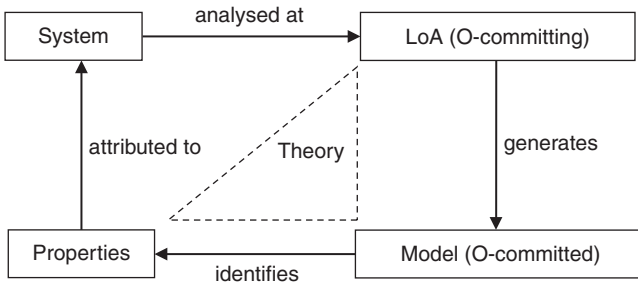 analysed at
System
LoA (O-committing)
attributed to
Theory
generates
Properties
Model (O-committed)
identifies